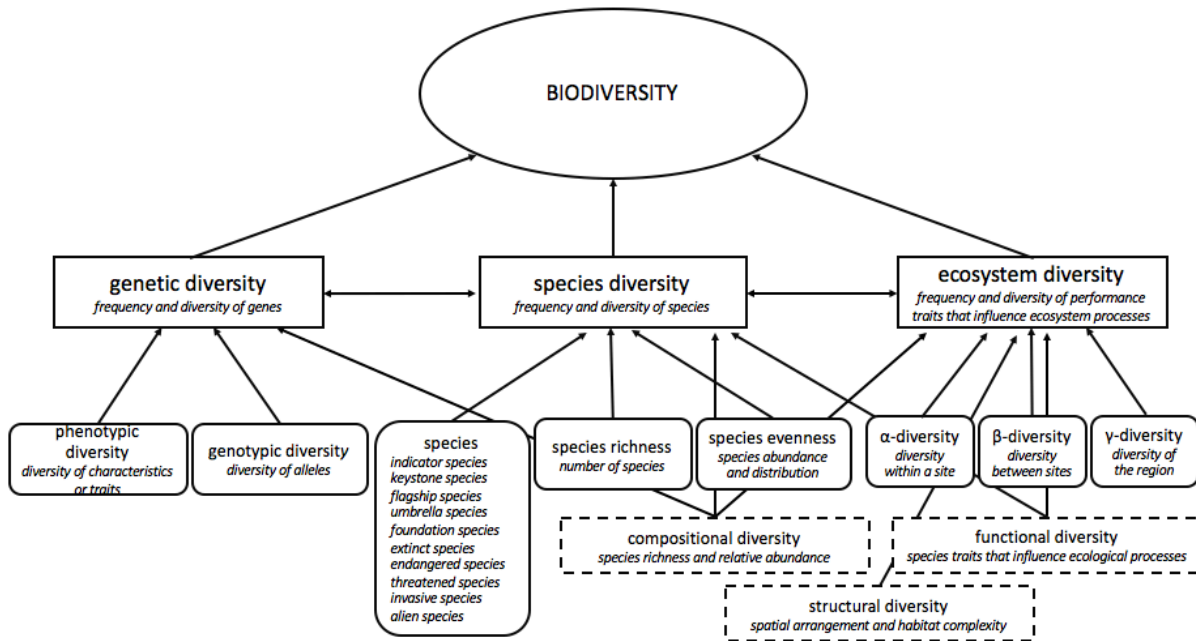 BIODIVERSITY
genetic diversity
frequency and diversity of genes
species diversity
frequency and diversity of species
ecosystem diversity
frequency and diversity of performance
traits that influence ecosystem processes
phenotypic
diversity
diversity of characteristics
or traits
genotypic diversity
diversity of alleles
species
indicator species
keystone species
flagship species
umbrella species
foundation species
extinct species
endangered species
threatened species
invasive species
alien species
species richness
number of species
species evenness
species abundance
and distribution
α-diversity
diversity
within a site
β-diversity
diversity
between sites
γ-diversity
diversity of
the region
compositional diversity
species richness and relative abundance
functional diversity
species traits that influence ecological processes
structural diversity
spatial arrangement and habitat complexity